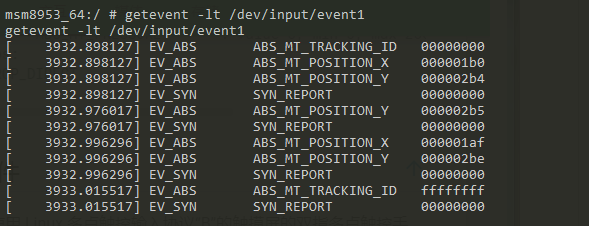 msm8953_64:/ # getevent -lt /dev/input/event1
getevent -lt /dev/input/event1
[    3932.898127] EV_ABS       ABS_MT_TRACKING_ID   00000000
[    3932.898127] EV_ABS       ABS_MT_POSITION_X    000001b0
[    3932.898127] EV_ABS       ABS_MT_POSITION_Y    000002b4
[    3932.898127] EV_SYN       SYN_REPORT           00000000
[    3932.976017] EV_ABS       ABS_MT_POSITION_Y    000002b5
[    3932.976017] EV_SYN       SYN_REPORT           00000000
[    3932.996296] EV_ABS       ABS_MT_POSITION_X    000001af
[    3932.996296] EV_ABS       ABS_MT_POSITION_Y    000002be
[    3932.996296] EV_SYN       SYN_REPORT           00000000
[    3933.015517] EV_ABS       ABS_MT_TRACKING_ID   ffffffff
[    3933.015517] EV_SYN       SYN_REPORT           00000000